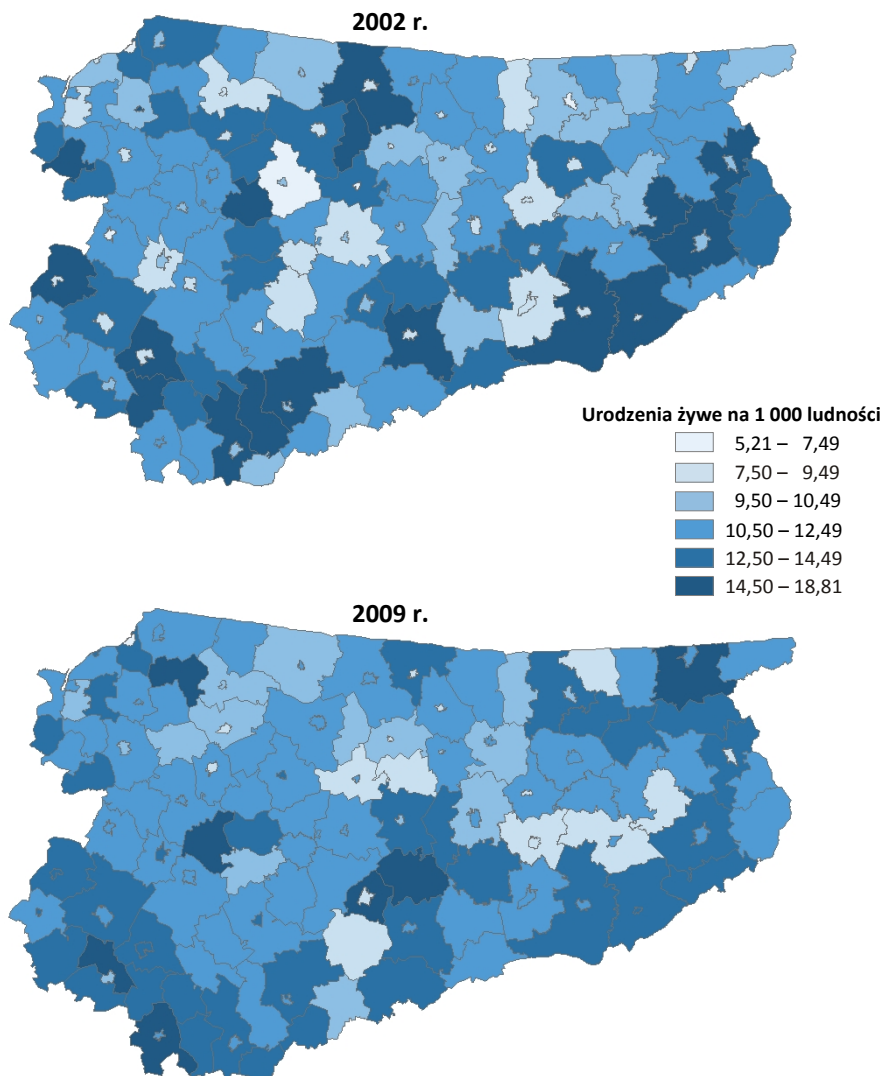 2002 r.
Urodzenia żywe na 1 000 ludności
5,21 – 7,49
7,50 – 9,49
9,50 – 10,49
10,50 – 12,49
12,50 – 14,49
14,50 – 18,81
2009 r.